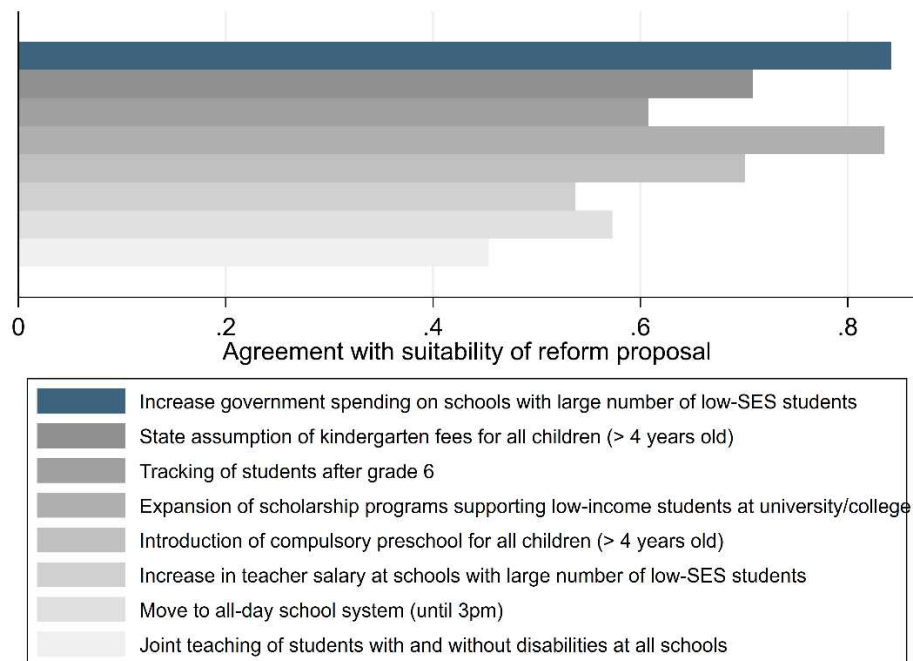 0 .2 .4 .6 .8
Agreement with suitability of reform proposal
Increase government spending on schools with large number of low-SES students
State assumption of kindergarten fees for all children (> 4 years old)
Tracking of students after grade 6
Expansion of scholarship programs supporting low-income students at university/college
Introduction of compulsory preschool for all children (> 4 years old)
Increase in teacher salary at schools with large number of low-SES students
Move to all-day school system (until 3pm)
Joint teaching of students with and without disabilities at all schools